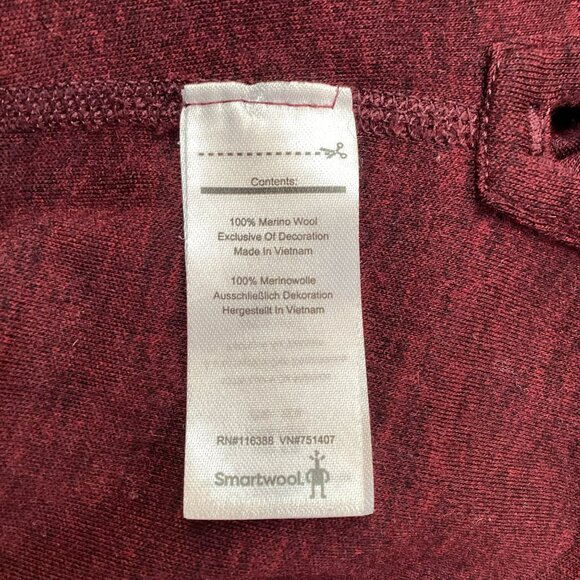 Contents:
100% Merino Wool
Exclusive Of Decoration
Made In Vietnam
100% Merinowolle
Ausschließlich Dekoration
Hergestellt In Vietnam
RN#116388 VN#751407
Smartwool